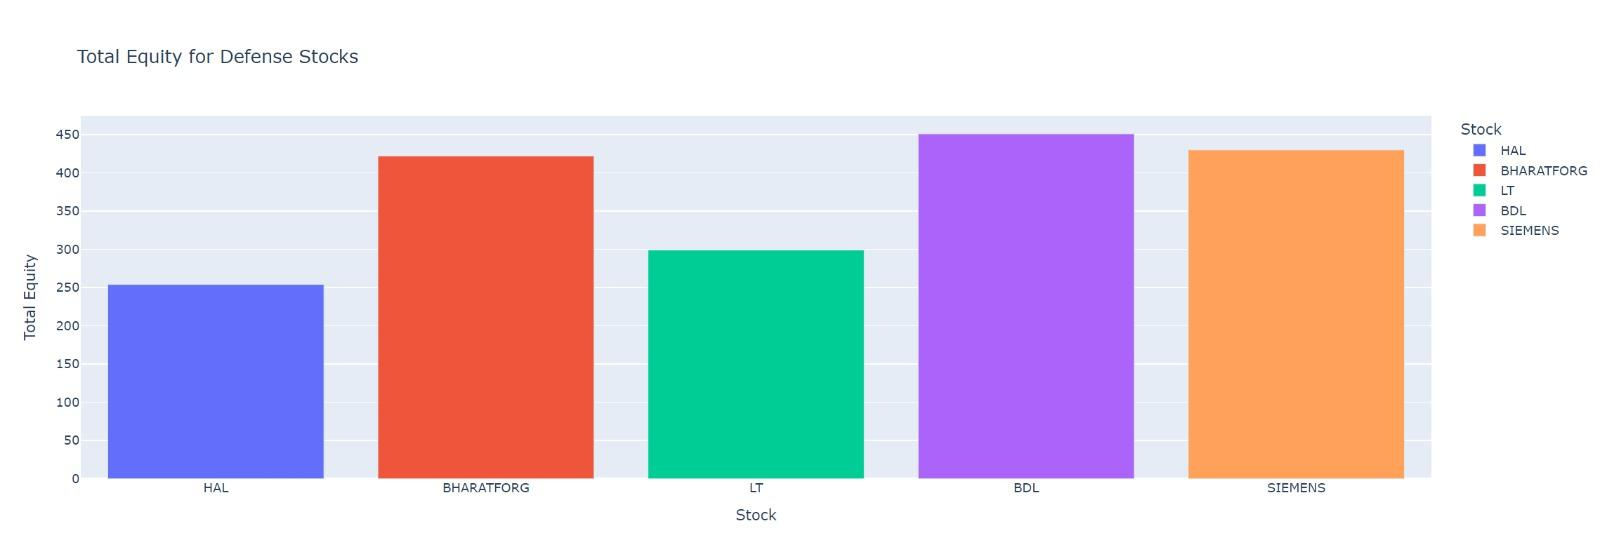 Total Equity for Defense Stocks
Total Equity
450
400
350
300
250
200
150
100
50
0
HAL BHARATFORG LT BDL SIEMENS
Stock
Stock
HAL
BHARATFORG
LT
BDL
SIEMENS